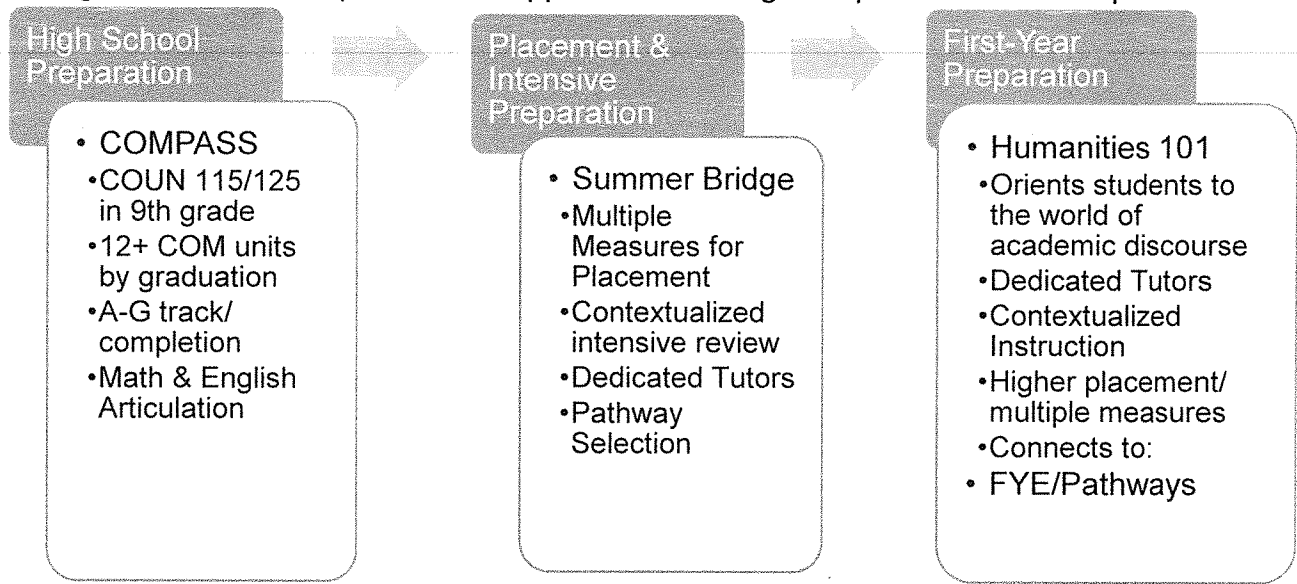 High School
Preparation
• COMPASS
•COUN 115/125
in 9th grade
•12+ COM units
by graduation
•A-G track/
completion
•Math & English
Articulation
Placement &
Intensive
Preparation
• Summer Bridge
•Multiple
Measures for
Placement
•Contextualized
intensive review
•Dedicated Tutors
•Pathway
Selection
First-Year
Preparation
• Humanities 101
•Orients students to
the world of
academic discourse
•Dedicated Tutors
•Contextualized
Instruction
•Higher placement/
multiple measures
•Connects to:
• FYE/Pathways